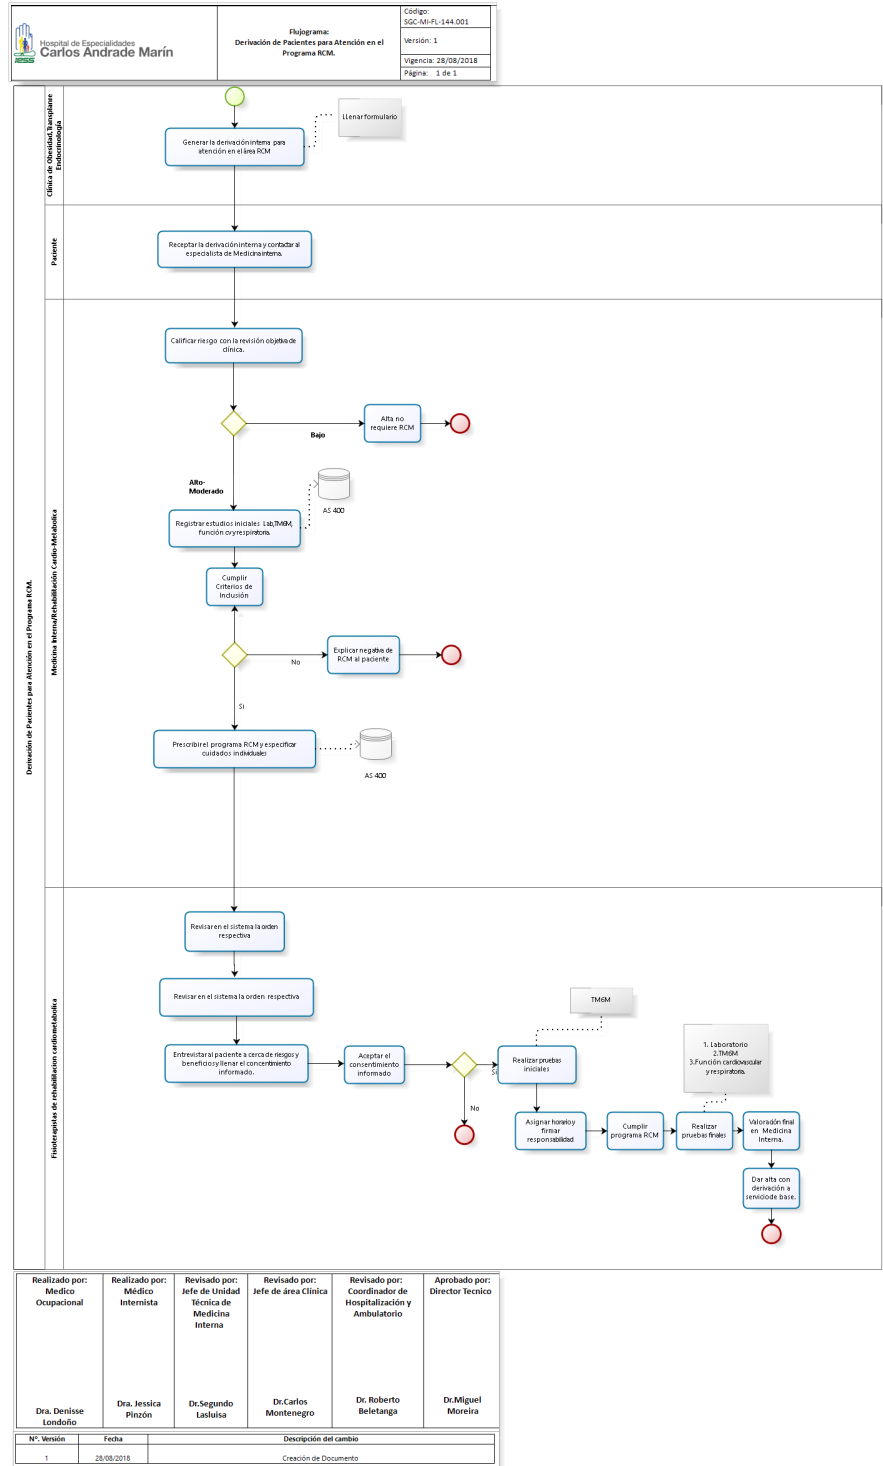 iess
Hospital de Especialidades
Carlos Andrade Marín
Flujograma:
Derivación de Pacientes para Atención en el
Programa RCM.
Código:
SGC-MI-FL-144.001
Versión: 1
Vigencia: 28/08/2018
Página: 1 de 1
Derivación de Pacientes para Atención en el Programa RCM.
Clínica de Obesidad,Transplante
Endocrinología
Generar la derivación interna para
atención en el área RCM
LLenar formulario
Paciente
Receptar la derivación interna y contactar al
especialista de Medicina interna.
Medicina Interna/Rehabilitación Cardio-Metabolica
Calificar riesgo con la revisión objetiva de
clínica.
Bajo
Alta no
requiere RCM
Alto-
Moderado
Registrar estudios iniciales Lab,TM6M,
función cv y respiratoria.
AS 400
Cumplir
Criterios de
Inclusión
No
Explicar negativa de
RCM al paciente
Si
Prescribir el programa RCM y especificar
cuidados individuales
AS 400
Fisioterapistas de rehabilitacion cardiometabolica
Revisar en el sistema la orden
respectiva
Revisar en el sistema la orden respectiva
Entrevistar al paciente a cerca de riesgos y
beneficios y llenar el concentimiento
informado.
Aceptar el
consentimiento
informado
Si
No
Realizar pruebas
iniciales
TM6M
Asignar horario y
firmar
responsabilidad
Cumplir
programa RCM
Realizar
pruebas finales
1. Laboratorio
2.TM6M
3.Función cardiovascular
y respiratoria.
Valoración final
en Medicina
Interna.
Dar alta con
derivación a
servicio de base.
Realizado por:
Medico
Ocupacional
Dra. Denisse
Londoño
Realizado por:
Médico
Internista
Dra. Jessica
Pinzón
Revisado por:
Jefe de Unidad
Técnica de
Medicina
Interna
Dr.Segundo
Lasluisa
Revisado por:
Jefe de área Clínica
Dr.Carlos
Montenegro
Revisado por:
Coordinador de
Hospitalización y
Ambulatorio
Dr. Roberto
Beletanga
Aprobado por:
Director Tecnico
Dr.Miguel
Moreira
N°. Versión Fecha Descripción del cambio
1 28/08/2018 Creación de Documento